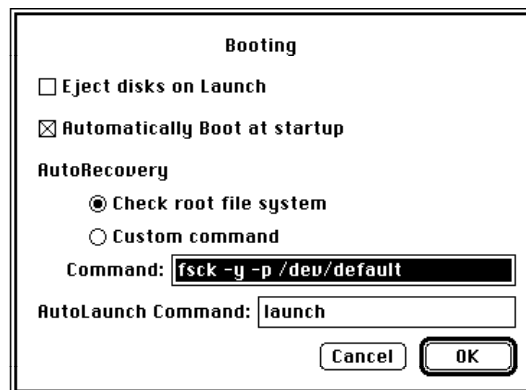 Booting
Eject disks on Launch
Automatically Boot at startup
AutoRecovery
Check root file system
Custom command
Command: fsck -y -p /dev/default
AutoLaunch Command: launch
Cancel OK